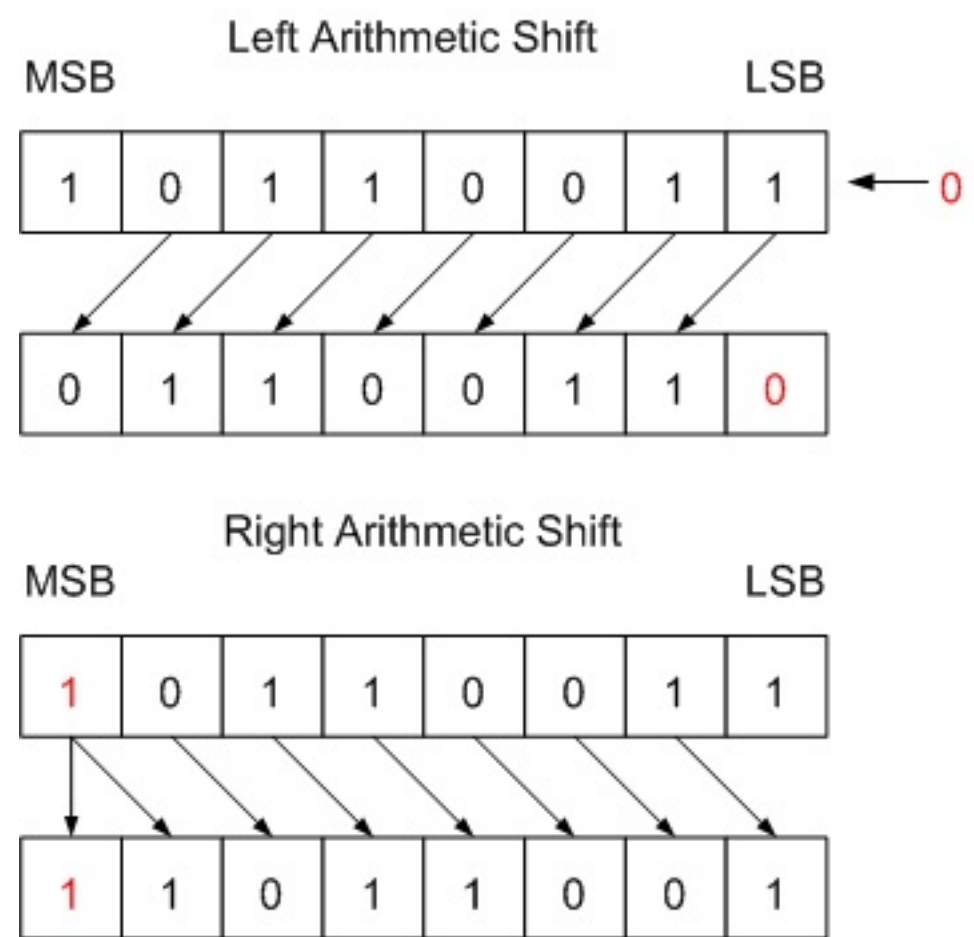 Left Arithmetic Shift
MSB LSB
1 0 1 1 0 0 1 1 0
0 1 1 0 0 1 1 0
Right Arithmetic Shift
MSB LSB
1 0 1 1 0 0 1 1
1 1 0 1 1 0 0 1